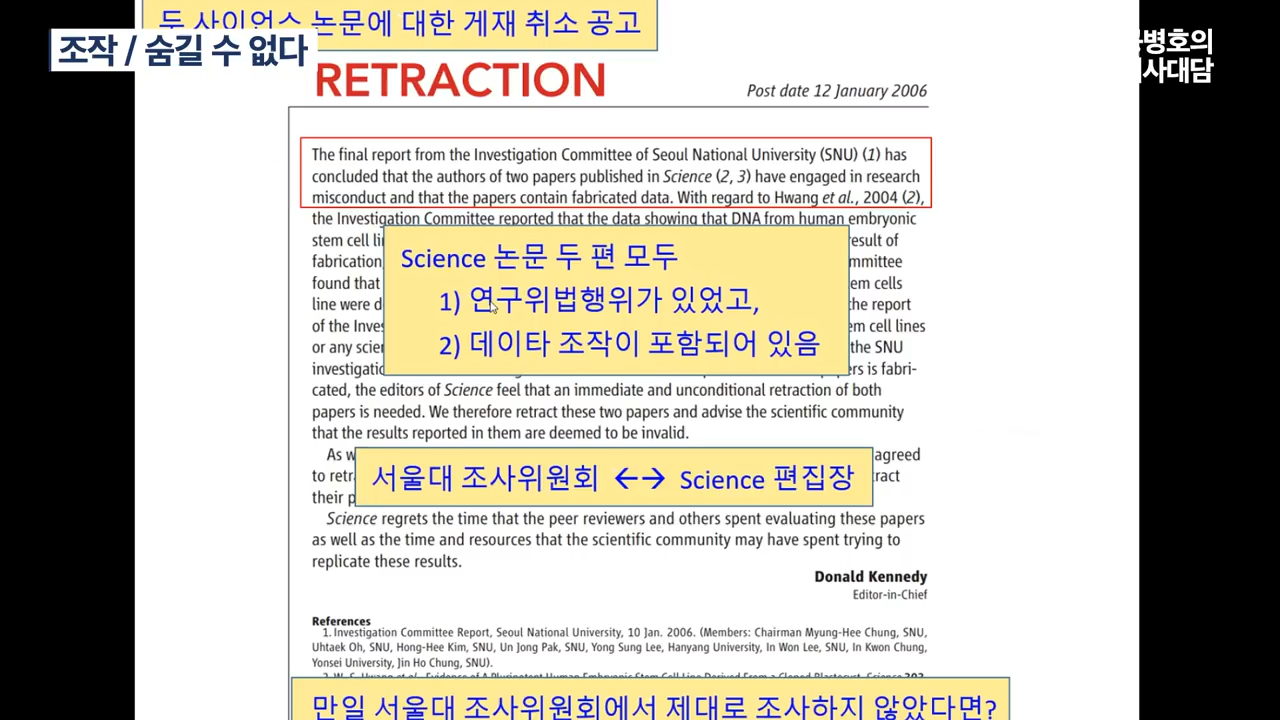 두 사이언스 논문에 대한 게재 취소 공고
조작 / 숨길 수 없다
병호의
사대담
RETRACTION
Post date 12 January 2006
The final report from the Investigation Committee of Seoul National University (SNU) (1) has
concluded that the authors of two papers published in Science (2, 3) have engaged in research
misconduct and that the papers contain fabricated data. With regard to Hwang et al., 2004 (2),
the Investigation Committee reported that the data showing that DNA from human embryonic
stem cell result of
fabrication,
found that
line were d the report
of the Inves cell lines
or any the SNU
is fabri-
Science 논문 두 편 모두
1) 연구위법행위가 있었고,
2) 데이타 조작이 포함되어 있음
cated, the editors of Science feel that an immediate and unconditional retraction of both
papers is needed. We therefore retract these two papers and advise the scientific community
that the results reported in them are deemed to be invalid.
As agreed
to
their
서울대 조사위원회 ←→ Science 편집장
Science regrets the time that the peer reviewers and others spent evaluating these papers
as well as the time and resources that the scientific community may have spent trying to
replicate these results.
Donald Kennedy
Editor-in-Chief
References
1. Investigation Committee Report, Seoul National University, 10 Jan. 2006. (Members: Chairman Myung-Hee Chung, SNU,
Uhtaek Oh, SNU, Hong-Hee Kim, SNU, Un Jong Pak, SNU, Yong Sung Lee, Hanyang University, In Won Lee, SNU, In Kwon Chung,
Yonsei University, Jin Ho Chung, SNU).
만일 서울대 조사위원회에서 제대로 조사하지 않았다면?